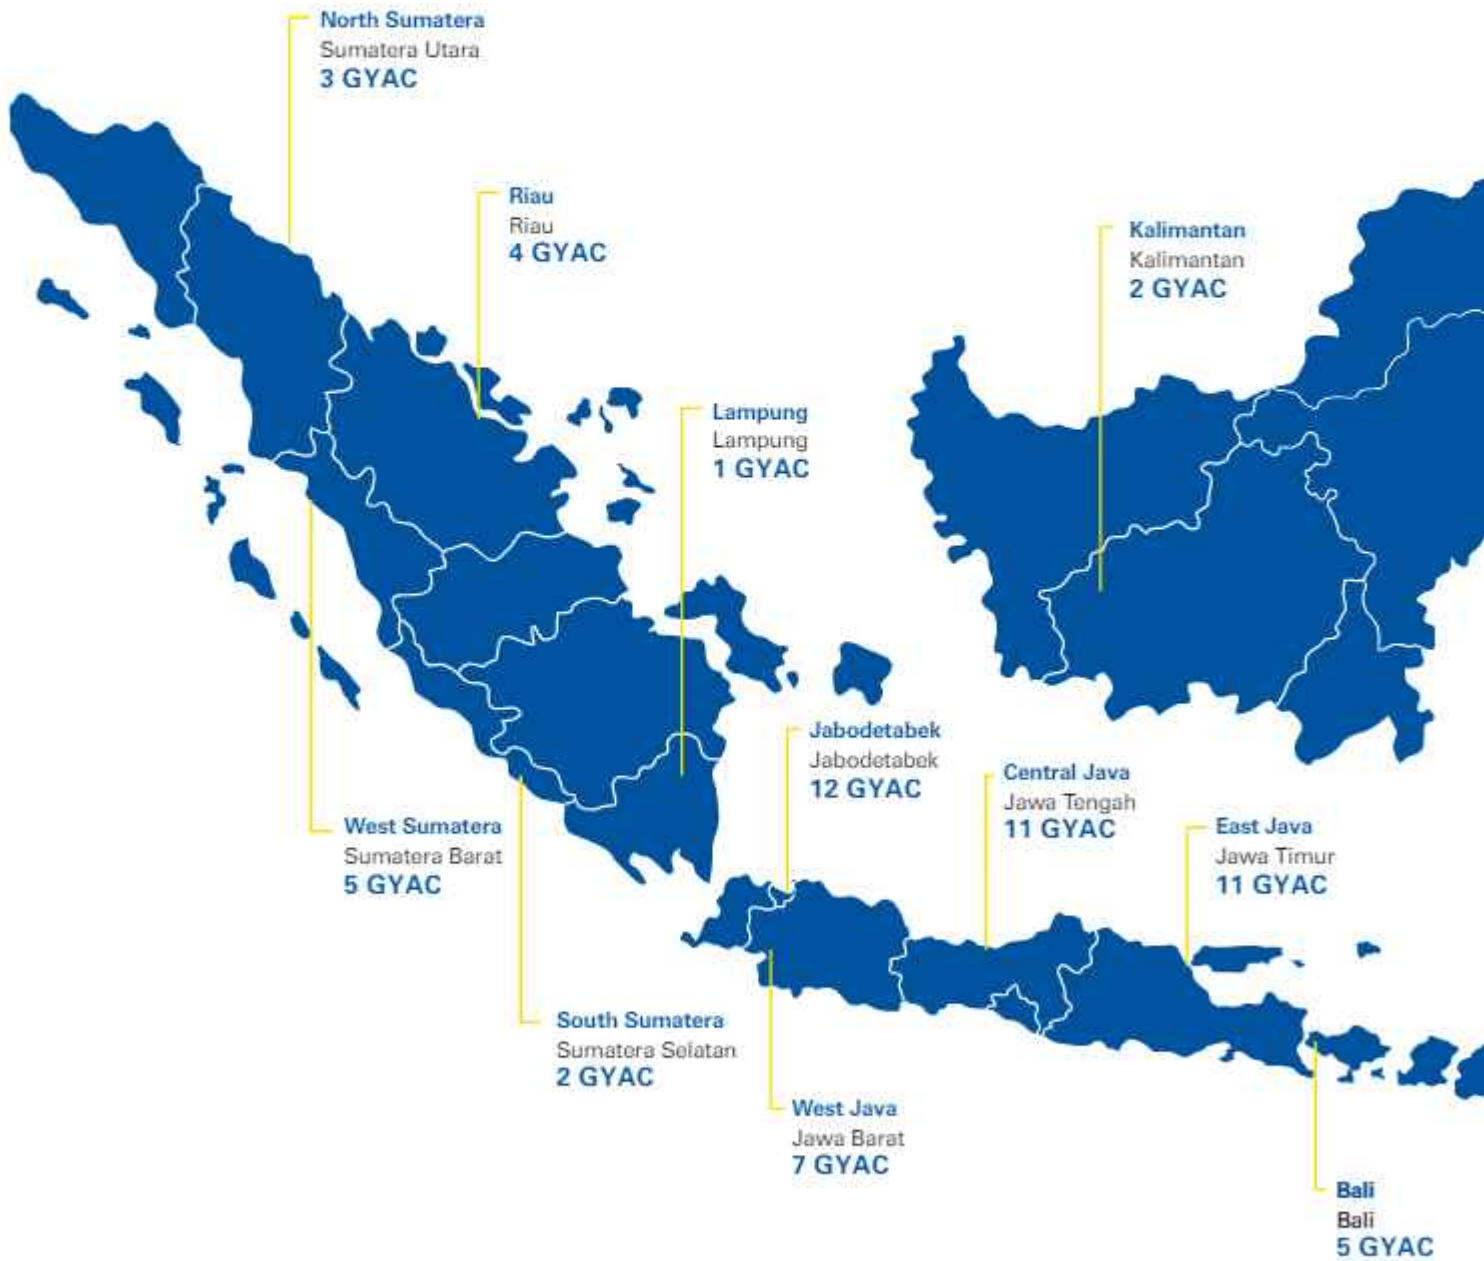 North Sumatera
Sumatera Utara
3 GYAC
Riau
Riau
4 GYAC
Kalimantan
Kalimantan
2 GYAC
Lampung
Lampung
1 GYAC
Jabodetabek
Jabodetabek
12 GYAC
Central Java
Jawa Tengah
11 GYAC
East Java
Jawa Timur
11 GYAC
West Sumatera
Sumatera Barat
5 GYAC
South Sumatera
Sumatera Selatan
2 GYAC
West Java
Jawa Barat
7 GYAC
Bali
Bali
5 GYAC